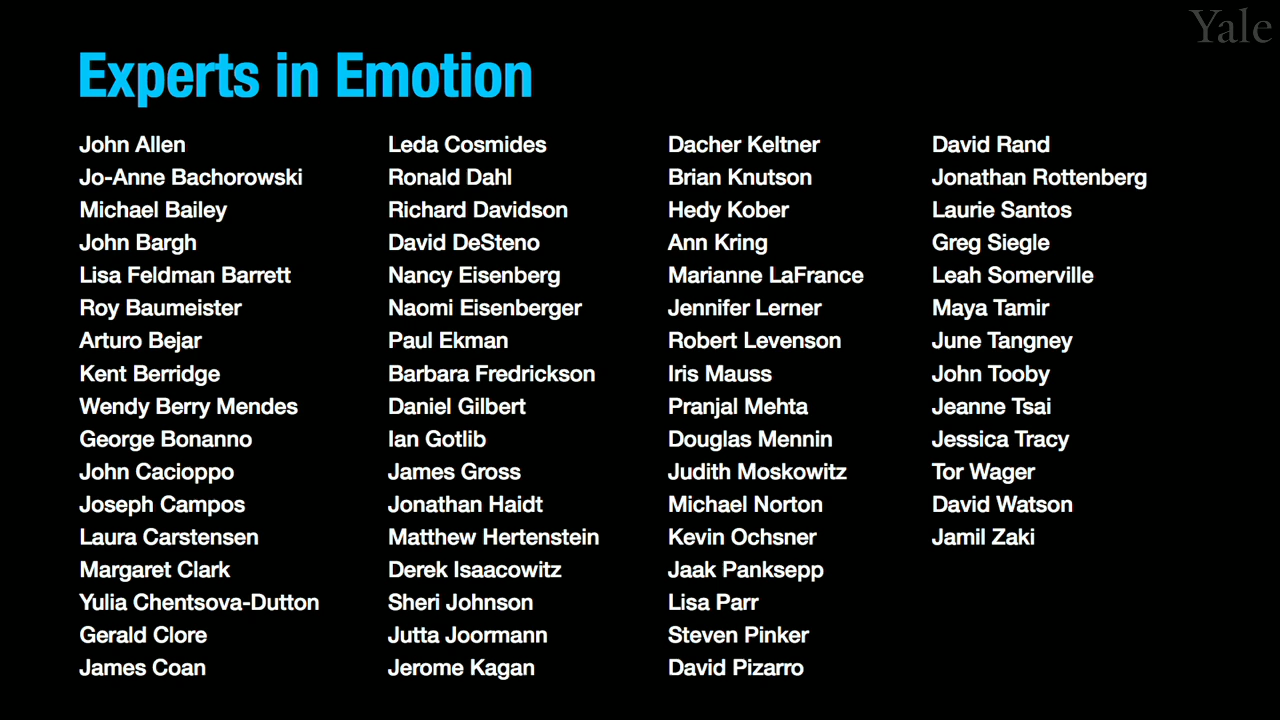 Yale
Experts in Emotion
John Allen
Jo-Anne Bachorowski
Michael Bailey
John Bargh
Lisa Feldman Barrett
Roy Baumeister
Arturo Bejar
Kent Berridge
Wendy Berry Mendes
George Bonanno
John Cacioppo
Joseph Campos
Laura Carstensen
Margaret Clark
Yulia Chentsova-Dutton
Gerald Clore
James Coan
Leda Cosmides
Ronald Dahl
Richard Davidson
David DeSteno
Nancy Eisenberg
Naomi Eisenberger
Paul Ekman
Barbara Fredrickson
Daniel Gilbert
Ian Gotlib
James Gross
Jonathan Haidt
Matthew Hertenstein
Derek Isaacowitz
Sheri Johnson
Jutta Joormann
Jerome Kagan
Dacher Keltner
Brian Knutson
Hedy Kober
Ann Kring
Marianne LaFrance
Jennifer Lerner
Robert Levenson
Iris Mauss
Pranjal Mehta
Douglas Mennin
Judith Moskowitz
Michael Norton
Kevin Ochsner
Jaak Panksepp
Lisa Parr
Steven Pinker
David Pizarro
David Rand
Jonathan Rottenberg
Laurie Santos
Greg Siegle
Leah Somerville
Maya Tamir
June Tangney
John Tooby
Jeanne Tsai
Jessica Tracy
Tor Wager
David Watson
Jamil Zaki